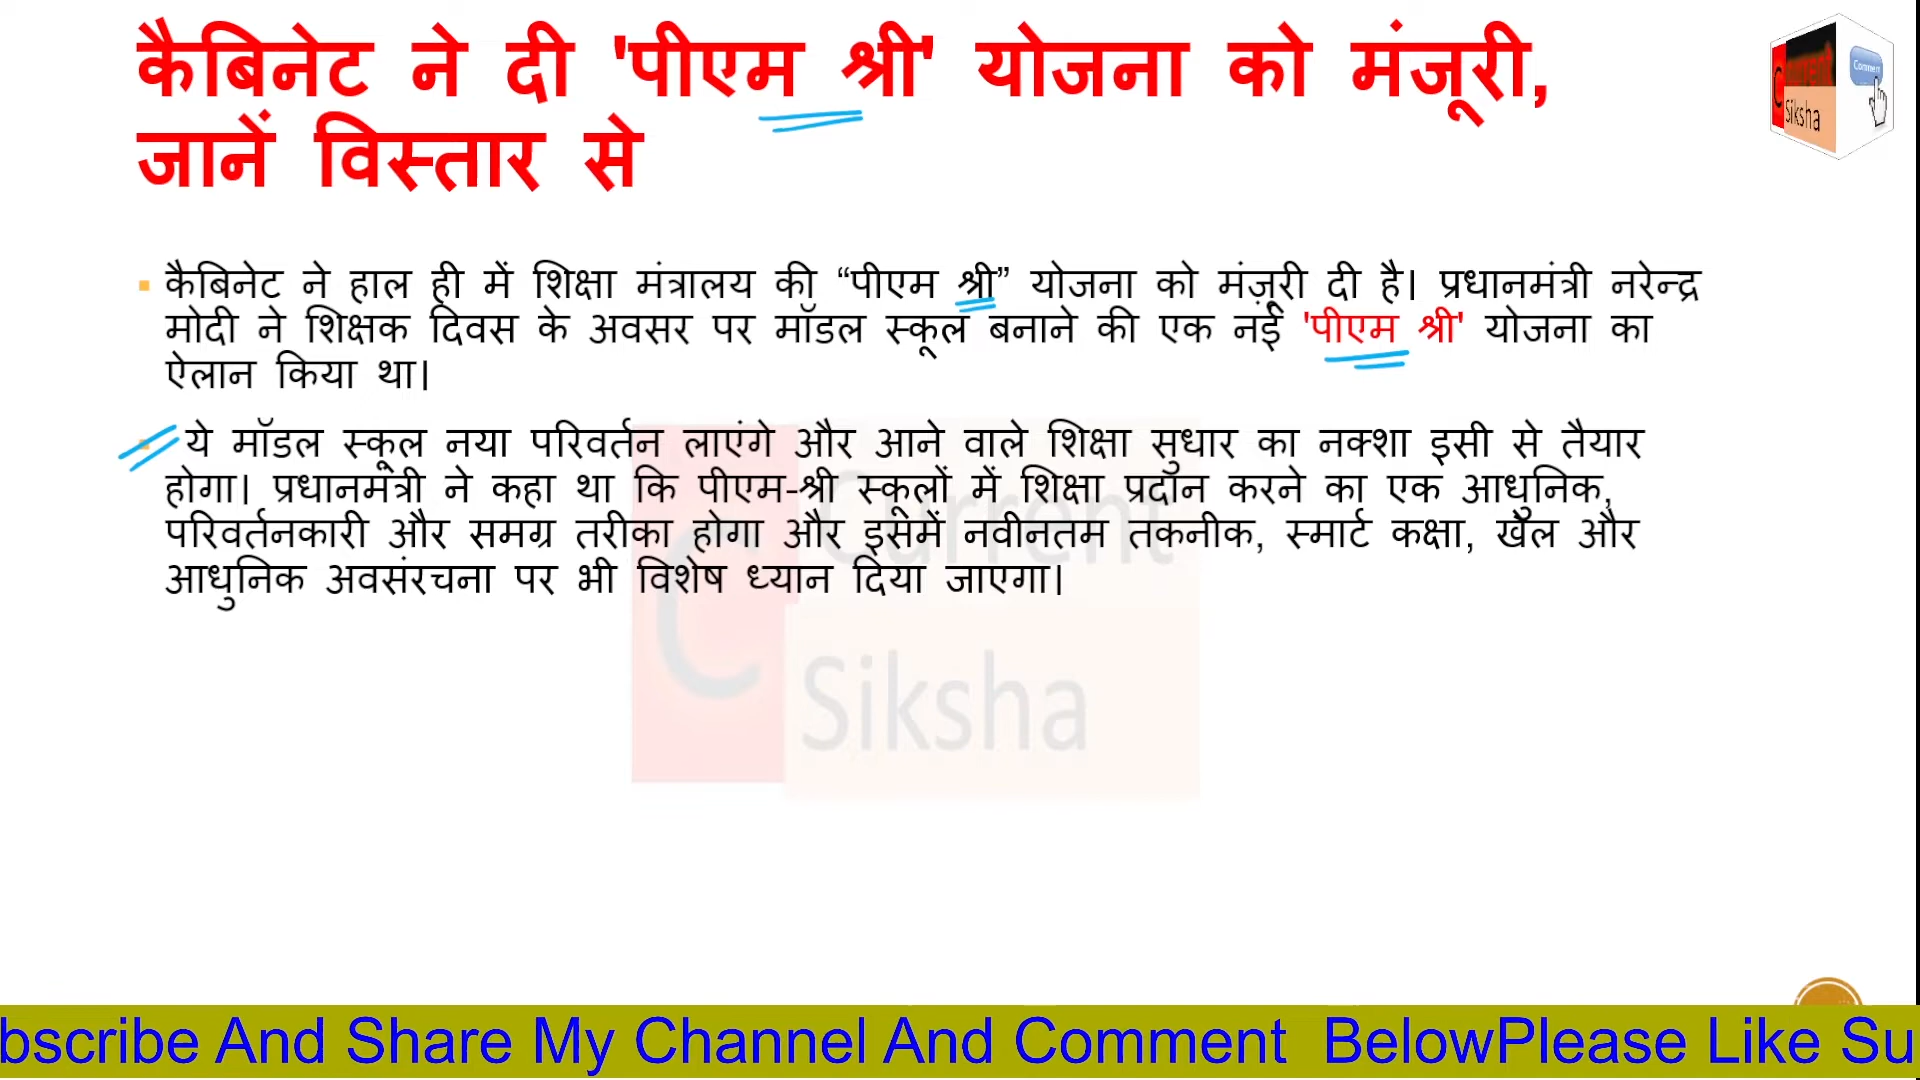 कैबिनेट ने दी 'पीएम श्री' योजना को मंजूरी,
जानें विस्तार से
Comment
Siksha
कैबिनेट ने हाल ही में शिक्षा मंत्रालय की “पीएम श्री” योजना को मंज़ूरी दी है। प्रधानमंत्री नरेन्द्र
मोदी ने शिक्षक दिवस के अवसर पर मॉडल स्कूल बनाने की एक नई 'पीएम श्री' योजना का
ऐलान किया था।
ये मॉडल स्कूल नया परिवर्तन लाएंगे और आने वाले शिक्षा सुधार का नक्शा इसी से तैयार
होगा। प्रधानमंत्री ने कहा था कि पीएम-श्री स्कूलों में शिक्षा प्रदान करने का एक आधुनिक,
परिवर्तनकारी और समग्र तरीका होगा और इसमें नवीनतम तकनीक, स्मार्ट कक्षा, खेल और
आधुनिक अवसंरचना पर भी विशेष ध्यान दिया जाएगा।
C Current
Siksha
bscribe And Share My Channel And Comment BelowPlease Like Su